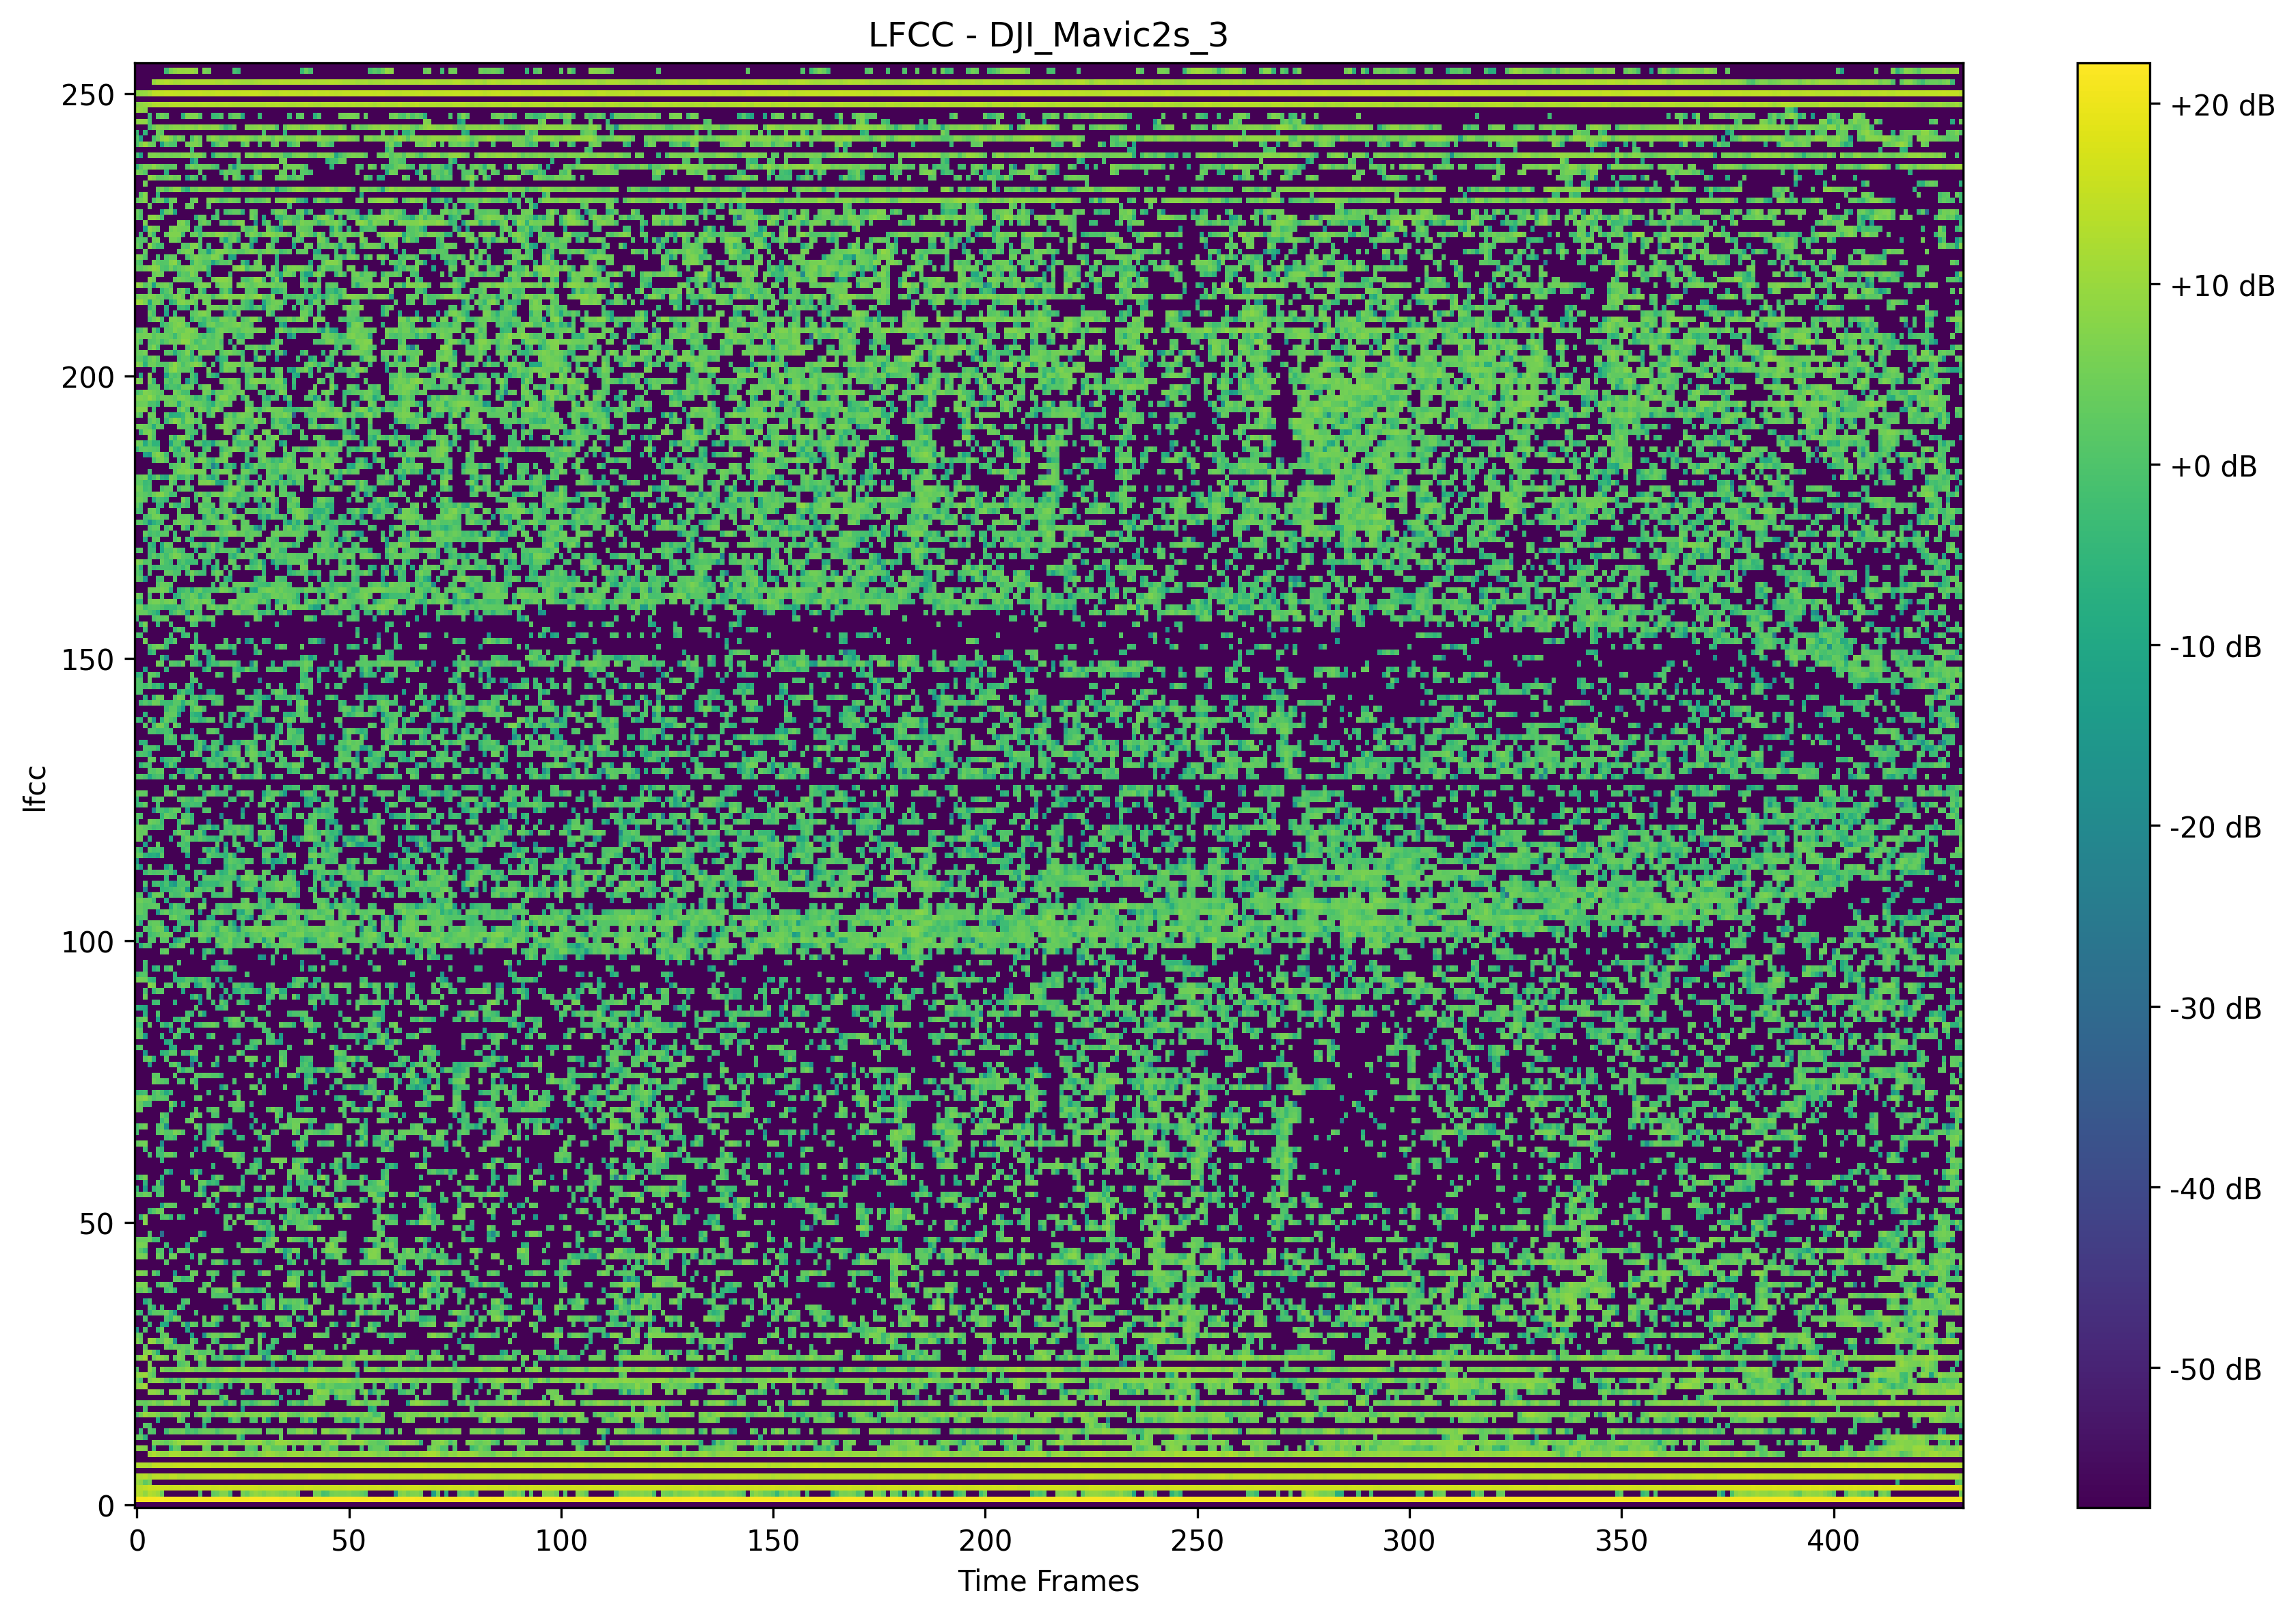 LFCC - DJI_Mavic2s_3
250
200
150
100
50
0
lfcc
0 50 100 150 200 250 300 350 400
Time Frames
+20 dB
+10 dB
+0 dB
-10 dB
-20 dB
-30 dB
-40 dB
-50 dB